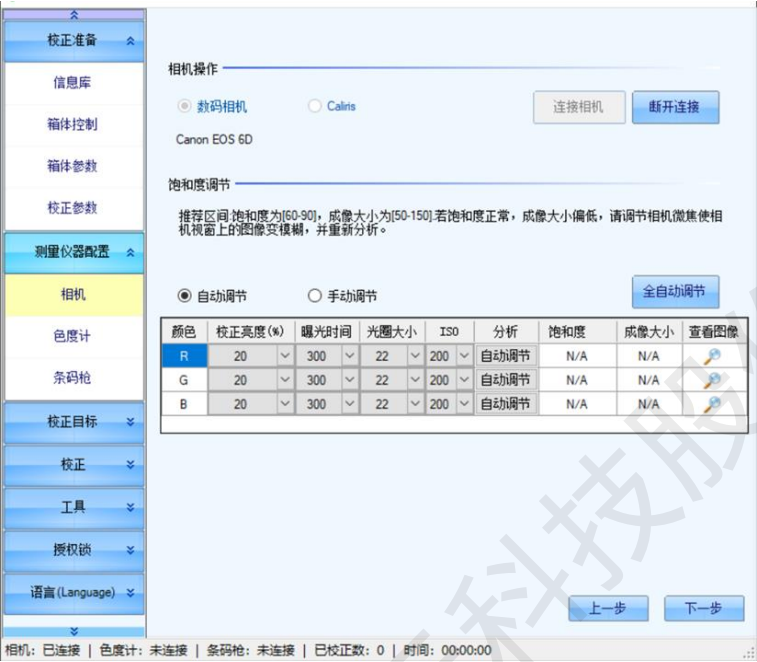 校正准备
信息库
箱体控制
箱体参数
校正参数
测量仪器配置
相机
色度计
条码枪
校正目标
校正
工具
授权锁
语言(Language)
相机操作
数码相机 Caliris 连接相机 断开连接
Canon EOS 6D
饱和度调节
推荐区间:饱和度为[60-90]，成像大小为[50-150].若饱和度正常，成像大小偏低，请调节相机微焦使相
机视窗上的图像变模糊，并重新分析。
自动调节 手动调节 全自动调节
颜色 校正亮度(%) 曝光时间 光圈大小 ISO 分析 饱和度 成像大小 查看图像
R 20 300 22 200 自动调节 N/A N/A
G 20 300 22 200 自动调节 N/A N/A
B 20 300 22 200 自动调节 N/A N/A
上一步 下一步
相机：已连接 | 色度计：未连接 | 条码枪：未连接 | 已校正数：0 | 时间：00:00:00